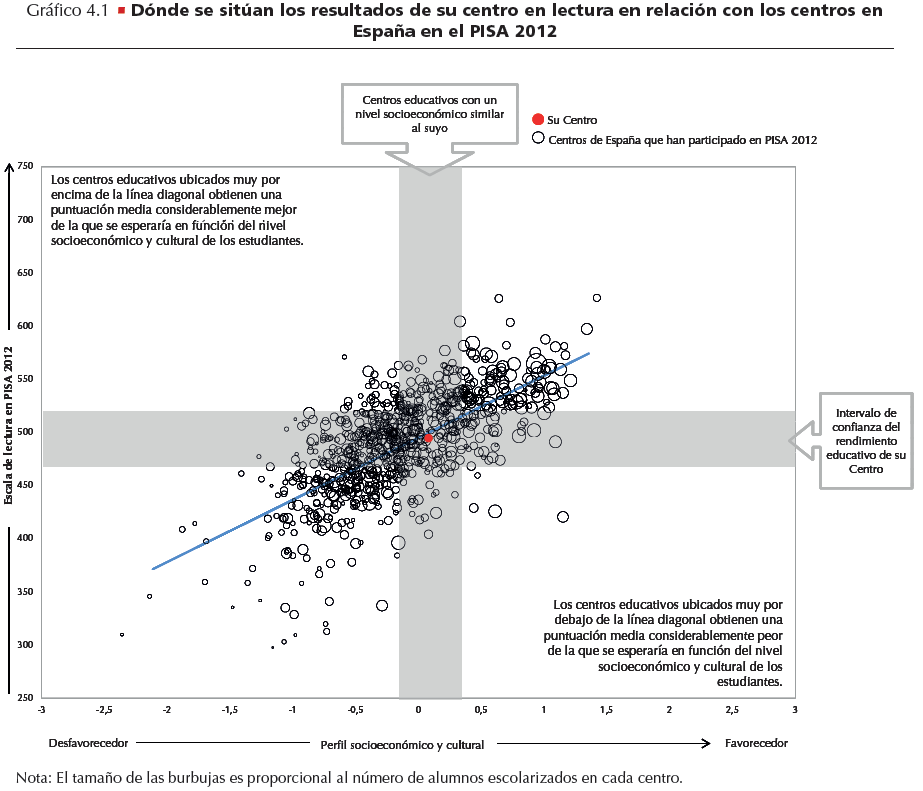 Gráfico 4.1 ▪ Dónde se sitúan los resultados de su centro en lectura en relación con los centros en
España en el PISA 2012
Centros educativos con un
nivel socioeconómico similar
al suyo
Su Centro
Centros de España que han participado en PISA 2012
Los centros educativos ubicados muy por
encima de la línea diagonal obtienen una
puntuación media considerablemente mejor
de la que se esperaría en función del nivel
socioeconómico y cultural de los estudiantes.
Escala de lectura en PISA 2012
750
700
650
600
550
500
450
400
350
300
250
Intervalo de
confianza del
rendimiento
educativo de su
Centro
Los centros educativos ubicados muy por
debajo de la línea diagonal obtienen una
puntuación media considerablemente peor
de la que se esperaría en función del nivel
socioeconómico y cultural de los
estudiantes.
-3 -2 -2 -1,5 -1 -0,5 0 0,5 1 1,5 2 3 3
Desfavorecedor Perfil socioeconómico y cultural Favorecedor
Nota: El tamaño de las burbujas es proporcional al número de alumnos escolarizados en cada centro.